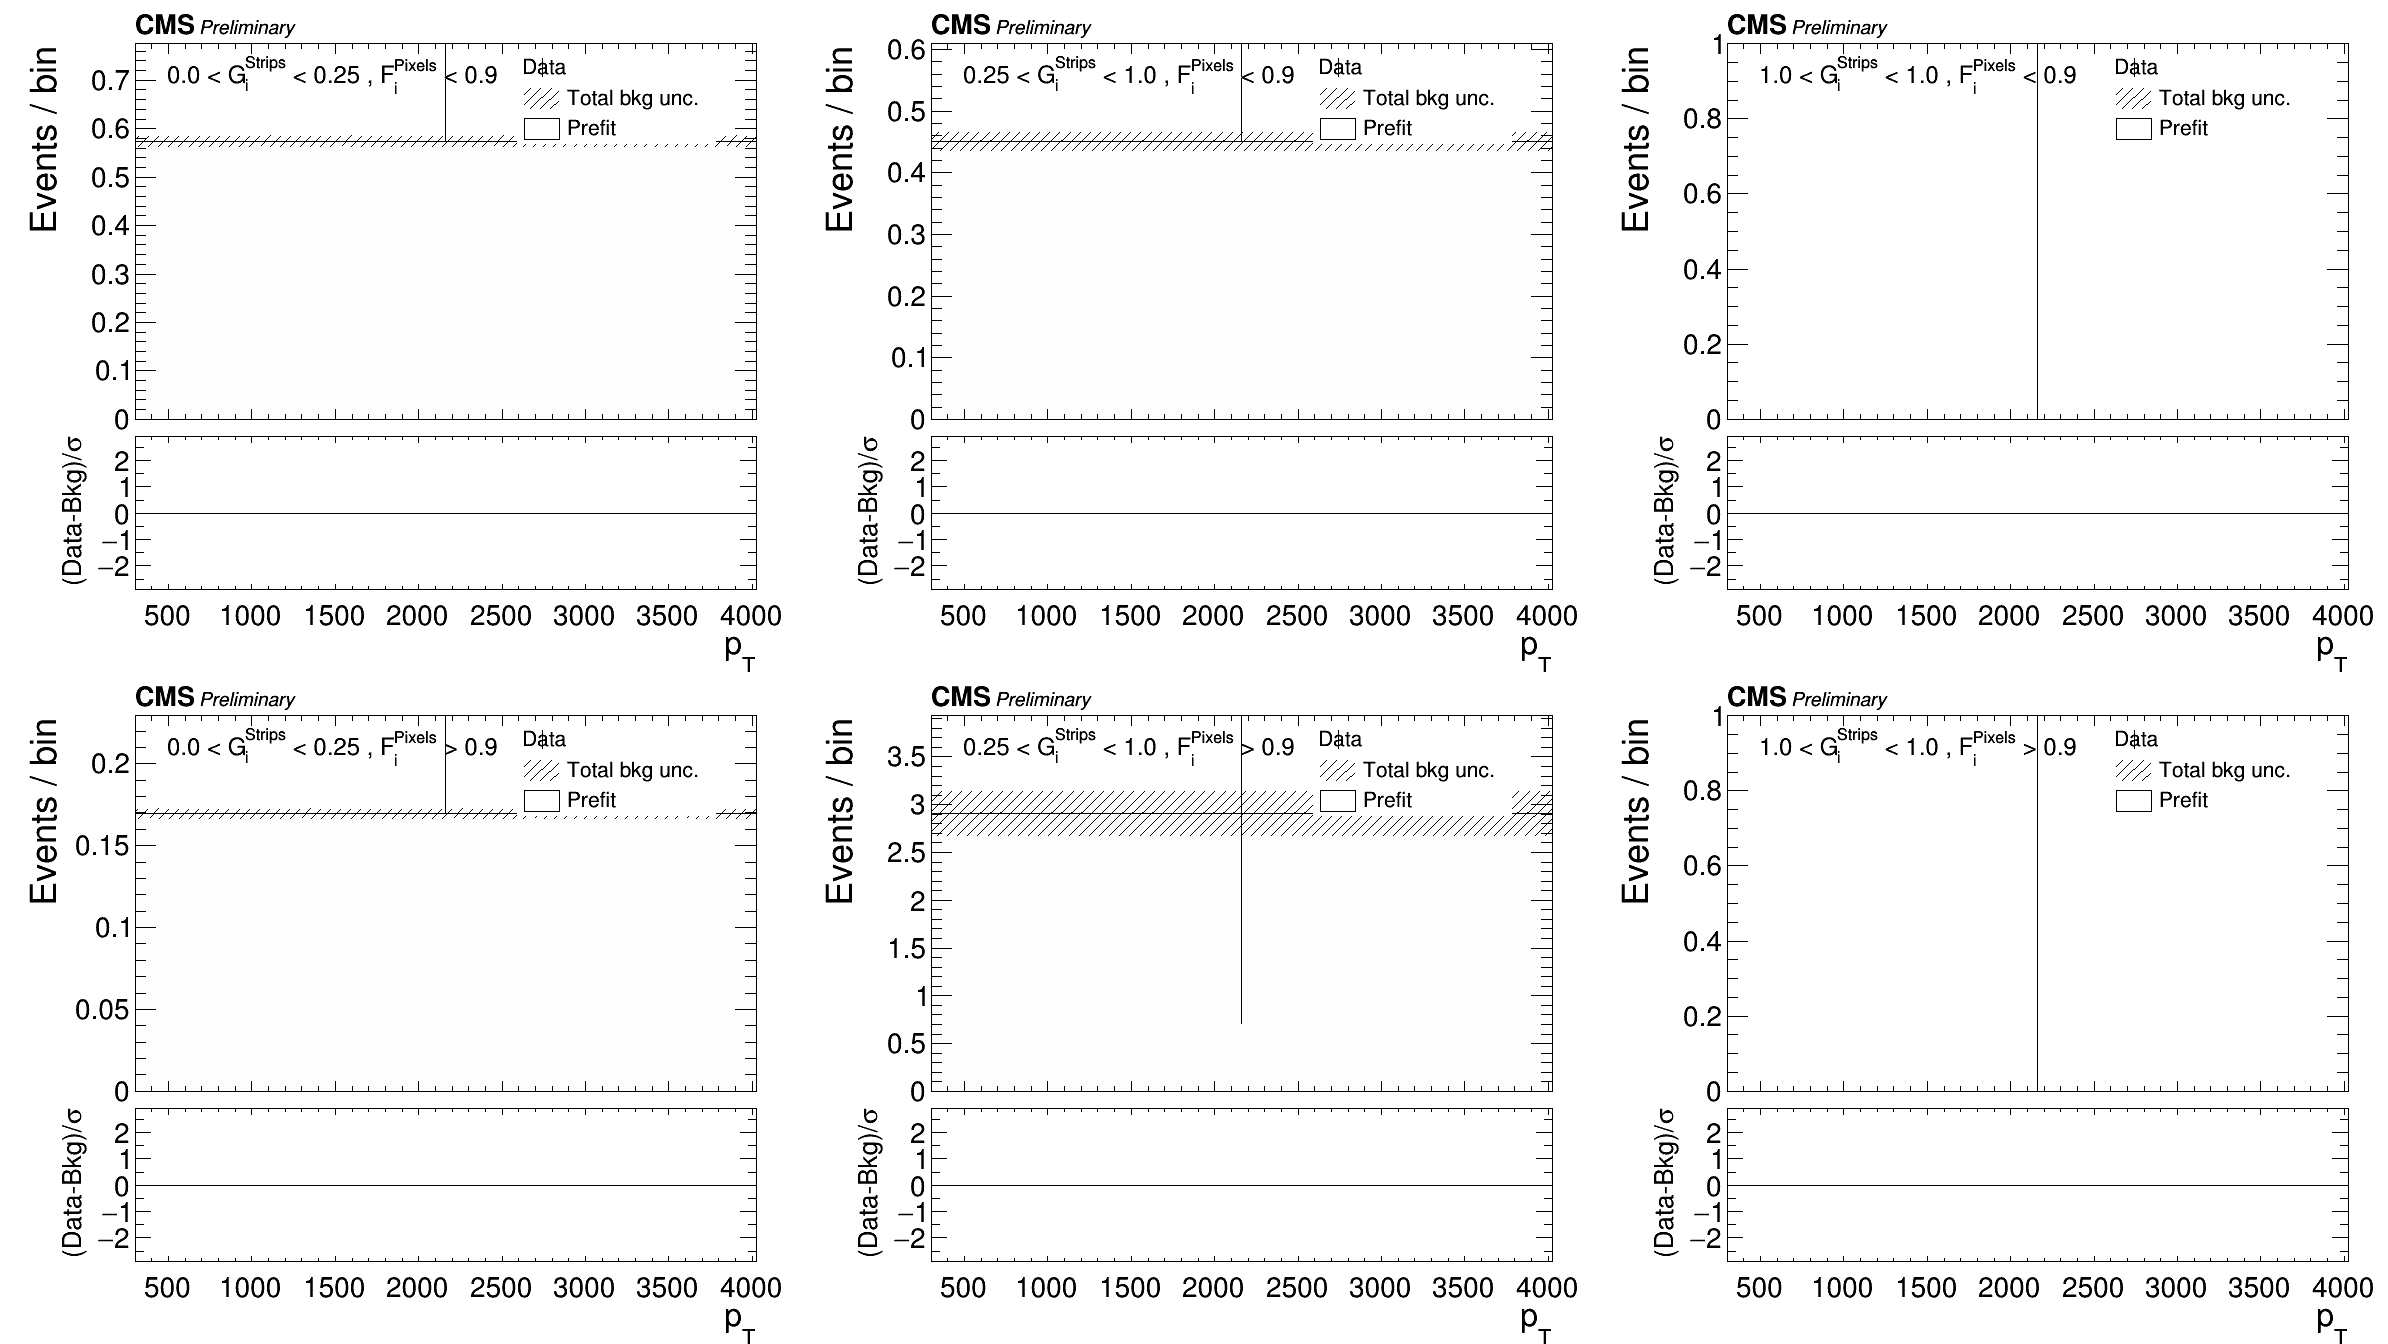 CMS Preliminary
Events / bin
0.0 < G_i^Strips < 0.25 , F_i^Pixels < 0.9
Data
Total bkg unc.
Prefit
0.7
0.6
0.5
0.4
0.3
0.2
0.1
0
(Data-Bkg)/σ
2
1
0
−1
−2
500 1000 1500 2000 2500 3000 3500 4000
p_T
CMS Preliminary
Events / bin
0.25 < G_i^Strips < 1.0 , F_i^Pixels < 0.9
Data
Total bkg unc.
Prefit
0.6
0.5
0.4
0.3
0.2
0.1
0
(Data-Bkg)/σ
2
1
0
−1
−2
500 1000 1500 2000 2500 3000 3500 4000
p_T
CMS Preliminary
Events / bin
1.0 < G_i^Strips < 1.0 , F_i^Pixels < 0.9
Data
Total bkg unc.
Prefit
1
0.8
0.6
0.4
0.2
0
(Data-Bkg)/σ
2
1
0
−1
−2
500 1000 1500 2000 2500 3000 3500 4000
p_T
CMS Preliminary
Events / bin
0.0 < G_i^Strips < 0.25 , F_i^Pixels > 0.9
Data
Total bkg unc.
Prefit
0.2
0.15
0.1
0.05
0
(Data-Bkg)/σ
2
1
0
−1
−2
500 1000 1500 2000 2500 3000 3500 4000
p_T
CMS Preliminary
Events / bin
0.25 < G_i^Strips < 1.0 , F_i^Pixels > 0.9
Data
Total bkg unc.
Prefit
3.5
3
2.5
2
1.5
1
0.5
0
(Data-Bkg)/σ
2
1
0
−1
−2
500 1000 1500 2000 2500 3000 3500 4000
p_T
CMS Preliminary
Events / bin
1.0 < G_i^Strips < 1.0 , F_i^Pixels > 0.9
Data
Total bkg unc.
Prefit
1
0.8
0.6
0.4
0.2
0
(Data-Bkg)/σ
2
1
0
−1
−2
500 1000 1500 2000 2500 3000 3500 4000
p_T